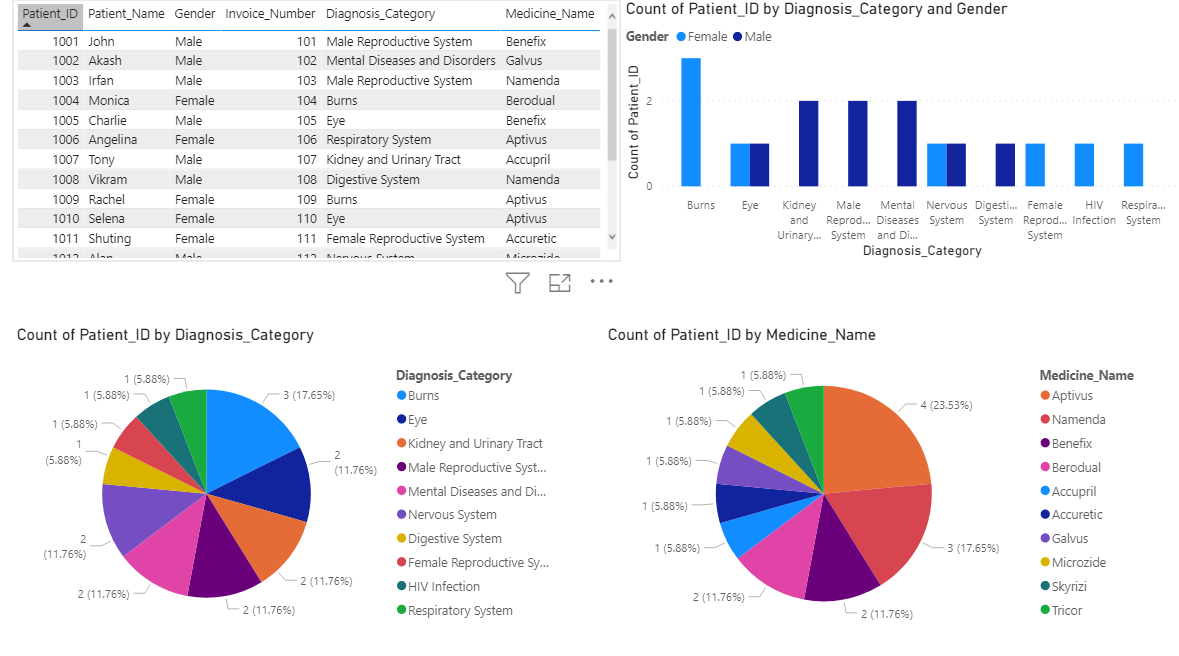 Patient_ID Patient_Name Gender Invoice_Number Diagnosis_Category Medicine_Name
1001 John Male 101 Male Reproductive System Benefix
1002 Akash Male 102 Mental Diseases and Disorders Galvus
1003 Irfan Male 103 Male Reproductive System Namenda
1004 Monica Female 104 Burns Berodual
1005 Charlie Male 105 Eye Benefix
1006 Angelina Female 106 Respiratory System Aptivus
1007 Tony Male 107 Kidney and Urinary Tract Accupril
1008 Vikram Male 108 Digestive System Namenda
1009 Rachel Female 109 Burns Aptivus
1010 Selena Female 110 Eye Aptivus
1011 Shuting Female 111 Female Reproductive System Accuretic
1012 Alan Male 112 Nervous System Microzide
Count of Patient_ID by Diagnosis_Category and Gender
Gender Female Male
Count of Patient_ID
2
0
Burns
Eye
Kidney
and
Urinary...
Male
Reprod...
System
Mental
Diseases
and Di...
Nervous
System
Digesti...
System
Female
Reprod...
System
HIV
Infection
Respira...
System
Diagnosis_Category
Count of Patient_ID by Diagnosis_Category
3 (17.65%)
2
(11.76%)
2 (11.76%)
2 (11.76%)
2 (11.76%)
2
(11.76%)
1
(5.88%)
1 (5.88%)
1 (5.88%)
1 (5.88%)
Diagnosis_Category
Burns
Eye
Kidney and Urinary Tract
Male Reproductive Syst...
Mental Diseases and Di...
Nervous System
Digestive System
Female Reproductive Sy...
HIV Infection
Respiratory System
Count of Patient_ID by Medicine_Name
4 (23.53%)
3 (17.65%)
2 (11.76%)
2 (11.76%)
1 (5.88%)
1 (5.88%)
1 (5.88%)
1 (5.88%)
1 (5.88%)
1 (5.88%)
Medicine_Name
Aptivus
Namenda
Benefix
Berodual
Accupril
Accuretic
Galvus
Microzide
Skyrizi
Tricor